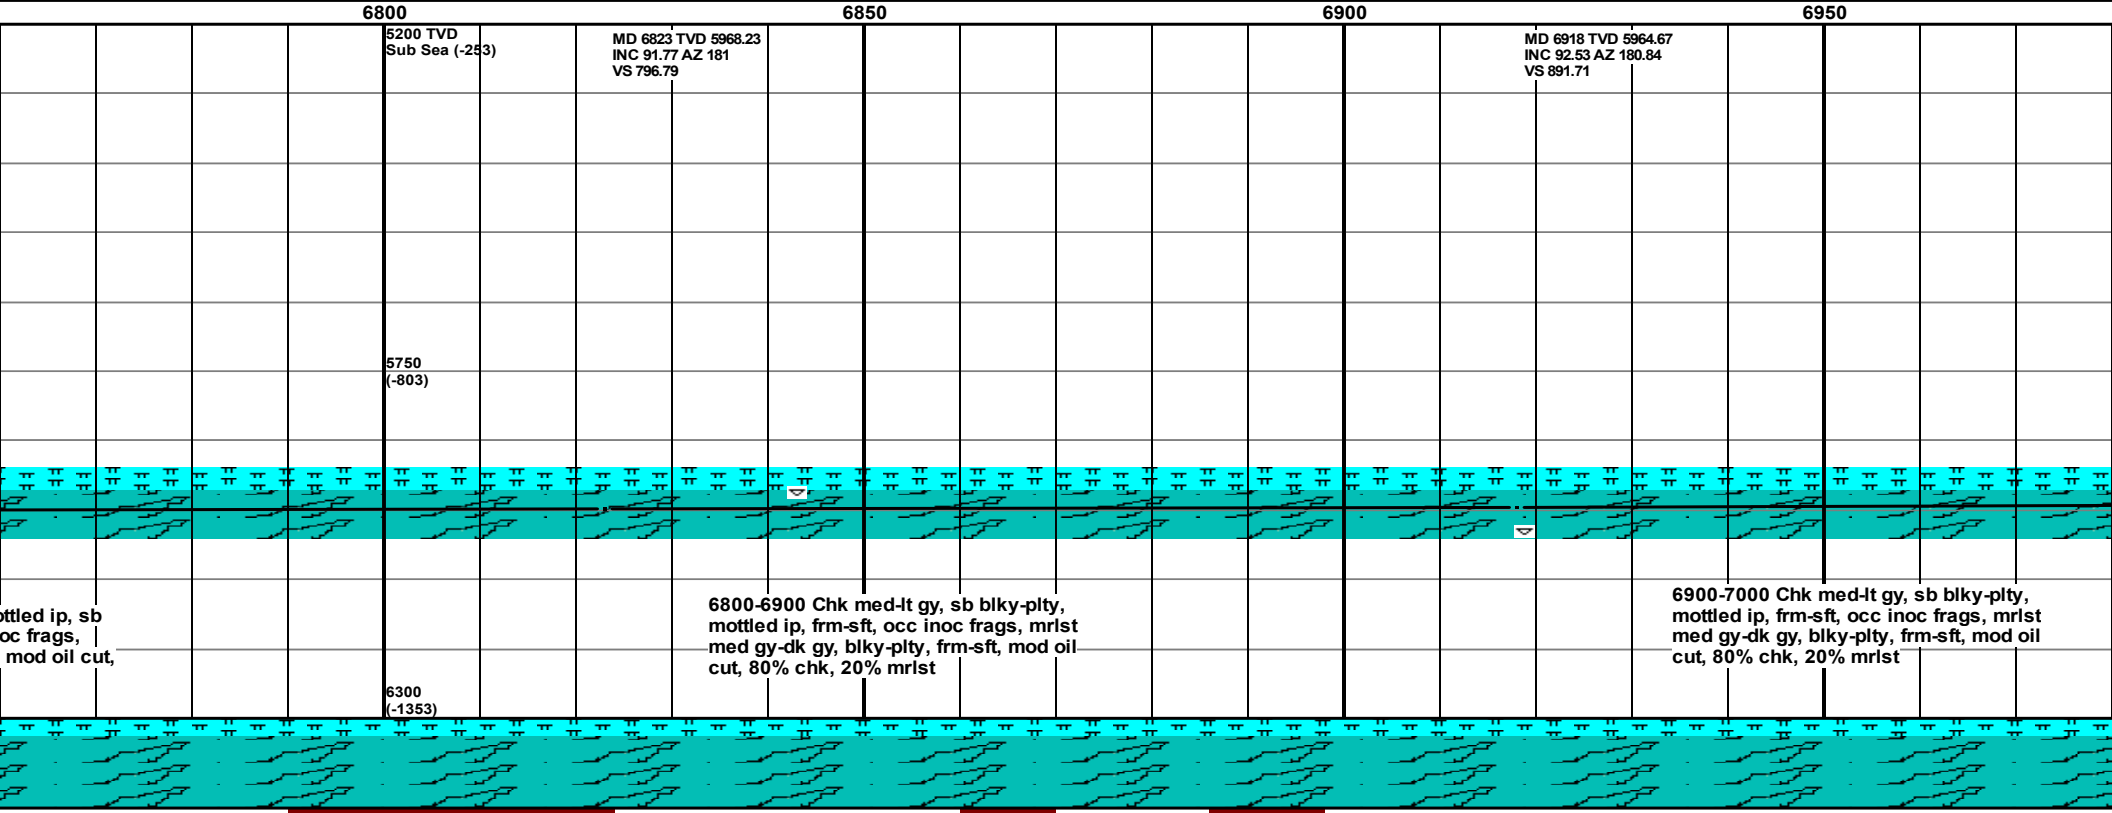 6800 6850 6900 6950
5200 TVD
Sub Sea (-253)
MD 6823 TVD 5968.23
INC 91.77 AZ 181
VS 796.79
MD 6918 TVD 5964.67
INC 92.53 AZ 180.84
VS 891.71
5750
(-803)
ottled ip, sb
oc frags,
mod oil cut,
6800-6900 Chk med-lt gy, sb blky-plty,
mottled ip, frm-sft, occ inoc frags, mrlst
med gy-dk gy, blky-plty, frm-sft, mod oil
cut, 80% chk, 20% mrlst
6900-7000 Chk med-lt gy, sb blky-plty,
mottled ip, frm-sft, occ inoc frags, mrlst
med gy-dk gy, blky-plty, frm-sft, mod oil
cut, 80% chk, 20% mrlst
6300
(-1353)